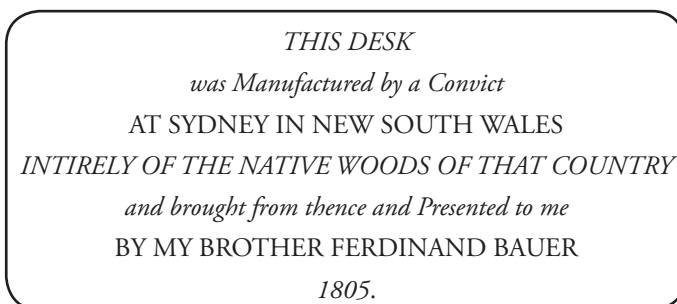 THIS DESK
was Manufactured by a Convict
AT SYDNEY IN NEW SOUTH WALES
INTIRELY OF THE NATIVE WOODS OF THAT COUNTRY
and brought from thence and Presented to me
BY MY BROTHER FERDINAND BAUER
1805.